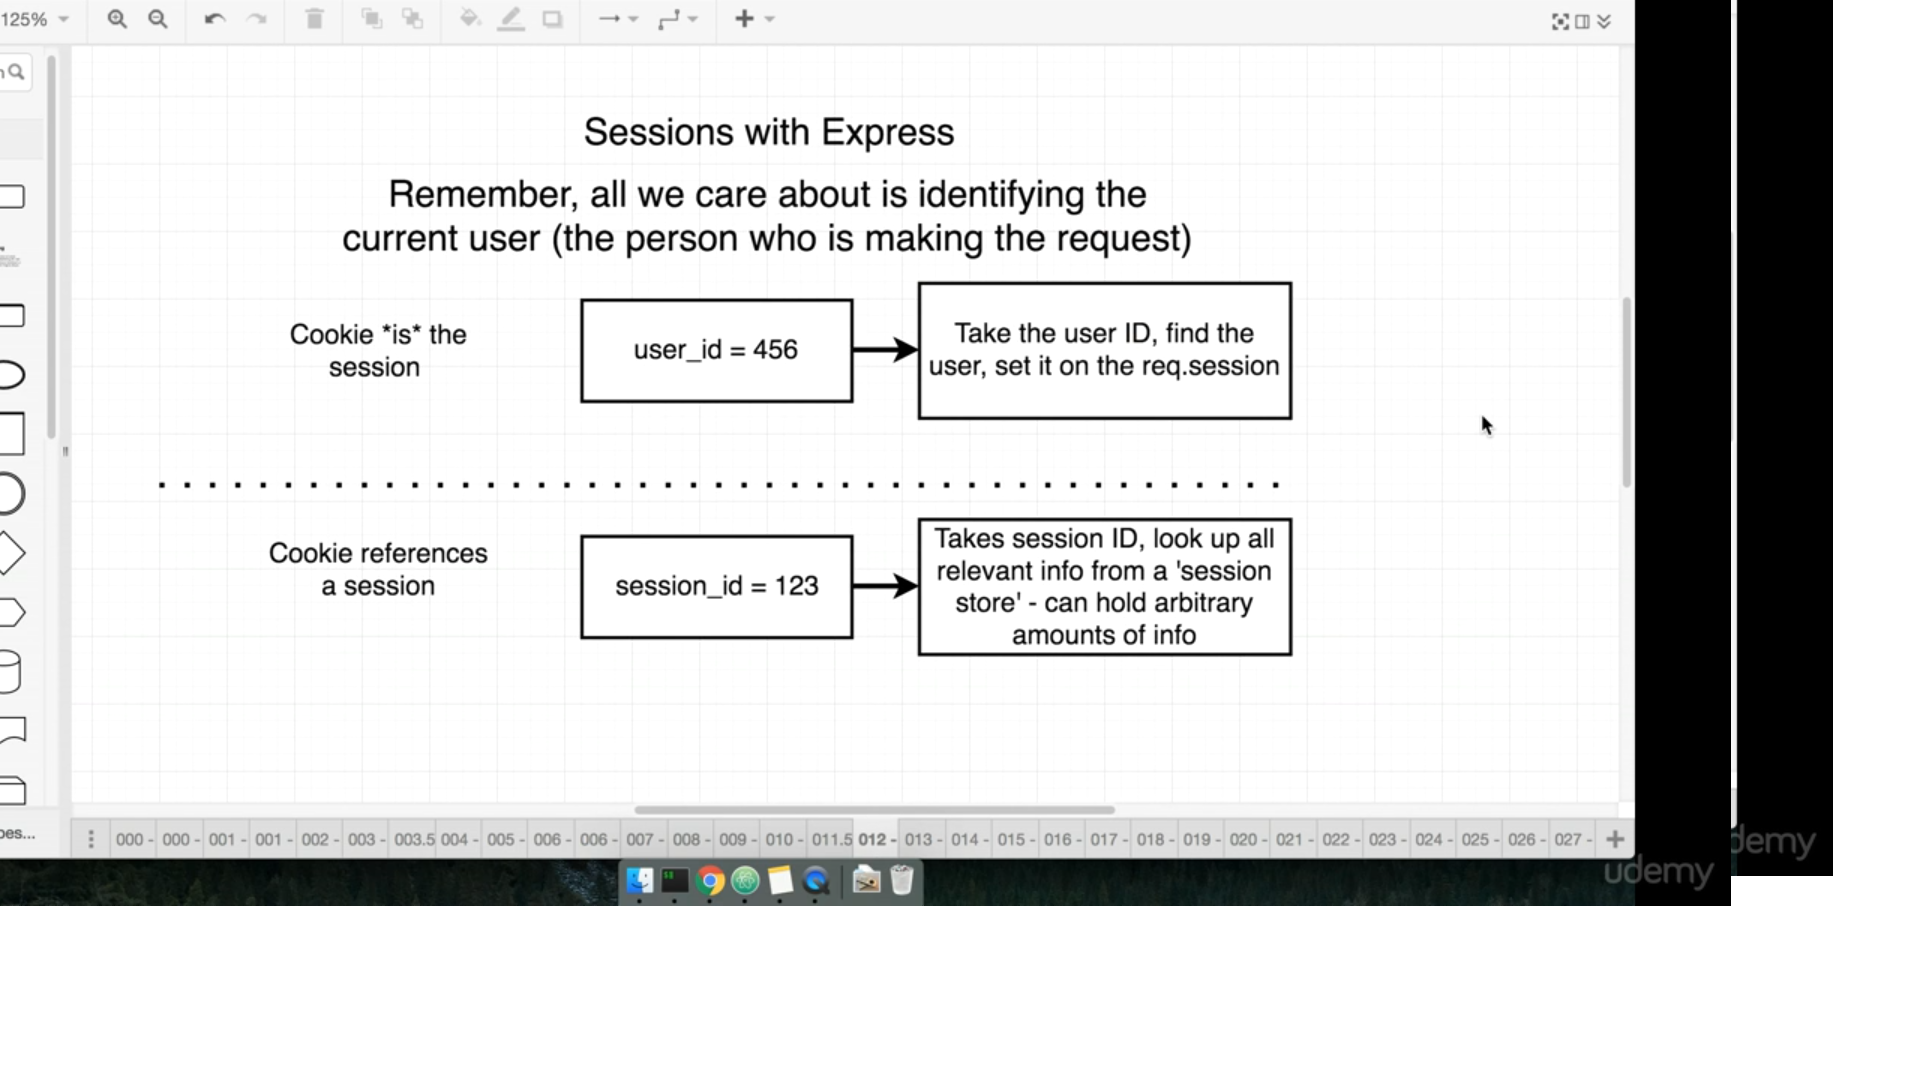 125%
Sessions with Express
Remember, all we care about is identifying the
current user (the person who is making the request)
Cookie *is* the
session
user_id = 456
Take the user ID, find the
user, set it on the req.session
Cookie references
a session
session_id = 123
Takes session ID, look up all
relevant info from a 'session
store' - can hold arbitrary
amounts of info
000 - 000 - 001 - 001 - 002 - 003 - 003.5 004 - 005 - 006 - 006 - 007 - 008 - 009 - 010 - 011.5 012 - 013 - 014 - 015 - 016 - 017 - 018 - 019 - 020 - 021 - 022 - 023 - 024 - 025 - 026 - 027 -
udemy
demy